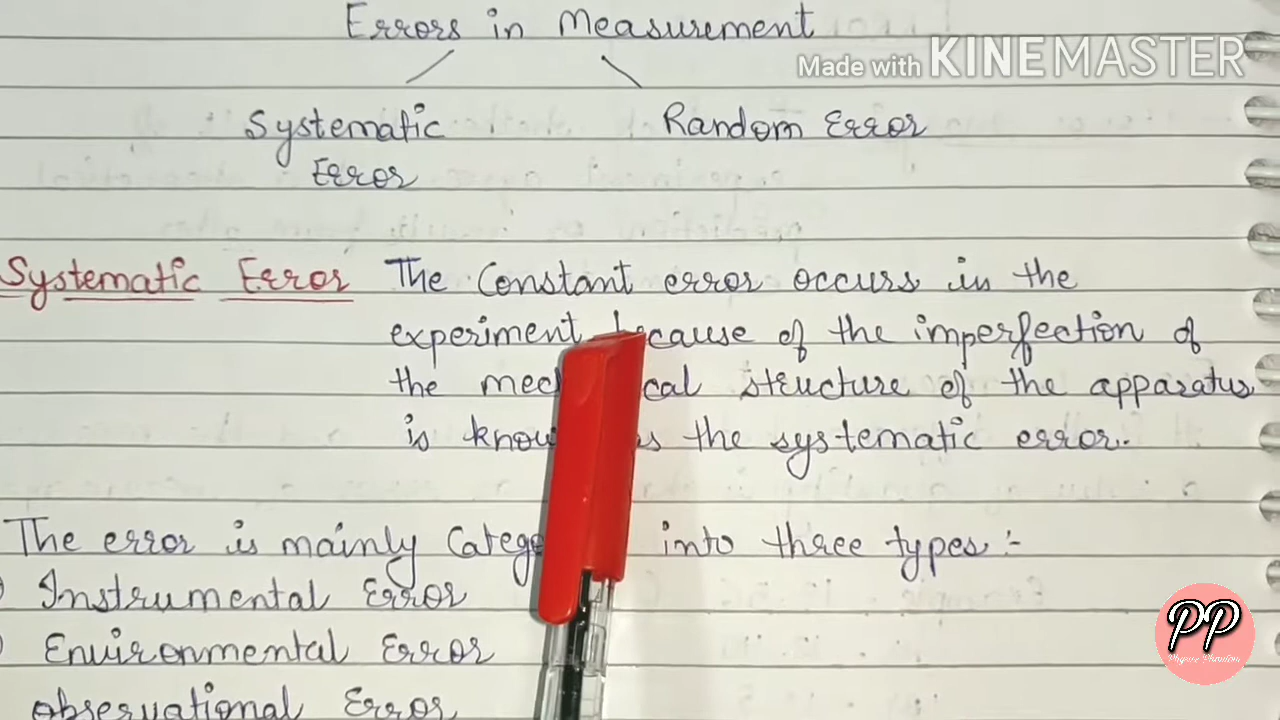 Errors in Measurement
Made with KINEMASTER
Systematic Random Error
Error
Systematic Error The Constant error occurs in the
experiment because of the imperfection of
the mec cal structure of the apparatus
is know as the systematic error.
The error is mainly Catego into three types :-
Instrumental Error
Environmental Error
observational Error
PP